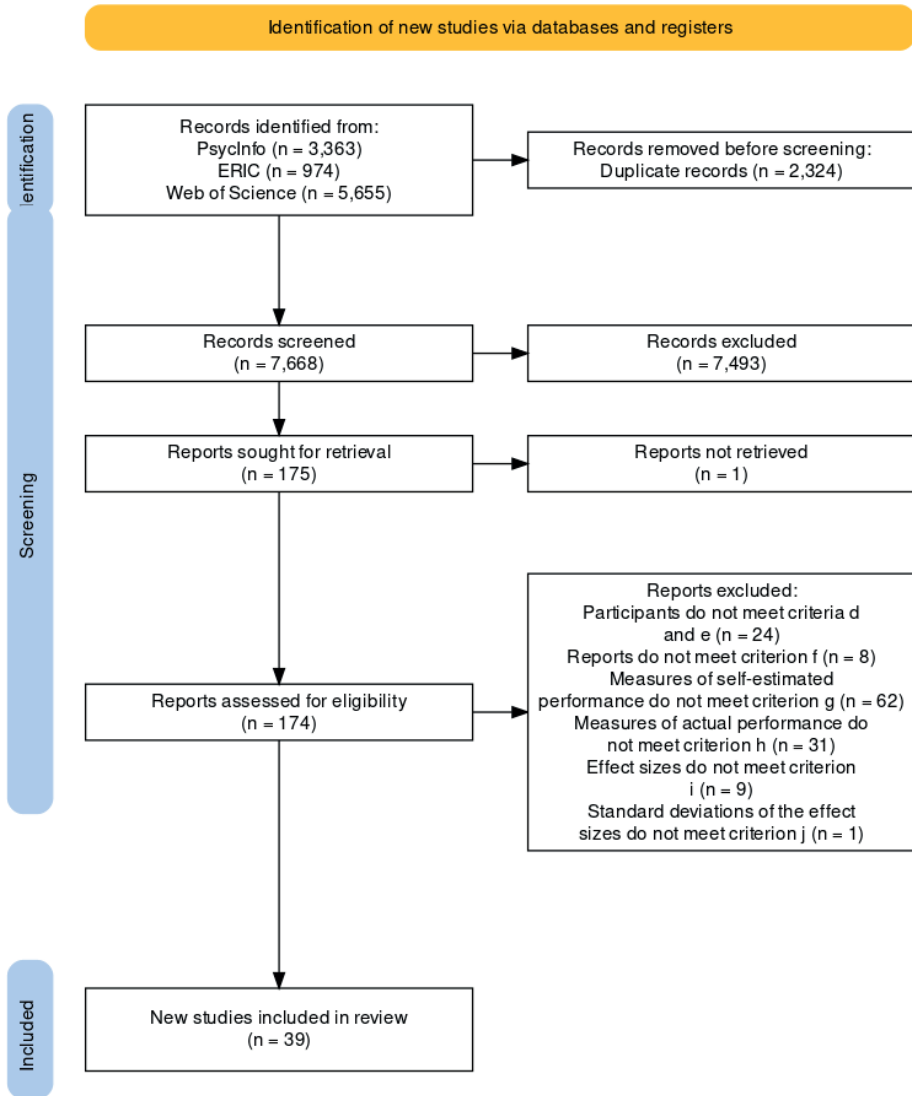 Identification of new studies via databases and registers
Identification
Records identified from:
PsycInfo (n = 3,363)
ERIC (n = 974)
Web of Science (n = 5,655)
Records removed before screening:
Duplicate records (n = 2,324)
Screening
Records screened
(n = 7,668)
Records excluded
(n = 7,493)
Reports sought for retrieval
(n = 175)
Reports not retrieved
(n = 1)
Reports assessed for eligibility
(n = 174)
Reports excluded:
Participants do not meet criteria d
and e (n = 24)
Reports do not meet criterion f (n = 8)
Measures of self-estimated
performance do not meet criterion g (n = 62)
Measures of actual performance do
not meet criterion h (n = 31)
Effect sizes do not meet criterion
i (n = 9)
Standard deviations of the effect
sizes do not meet criterion j (n = 1)
Included
New studies included in review
(n = 39)